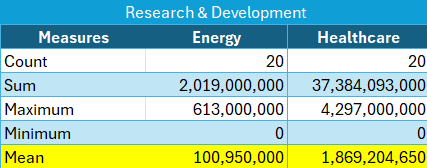 Research & Development
Measures Energy Healthcare
Count 20 20
Sum 2,019,000,000 37,384,093,000
Maximum 613,000,000 4,297,000,000
Minimum 0 0
Mean 100,950,000 1,869,204,650